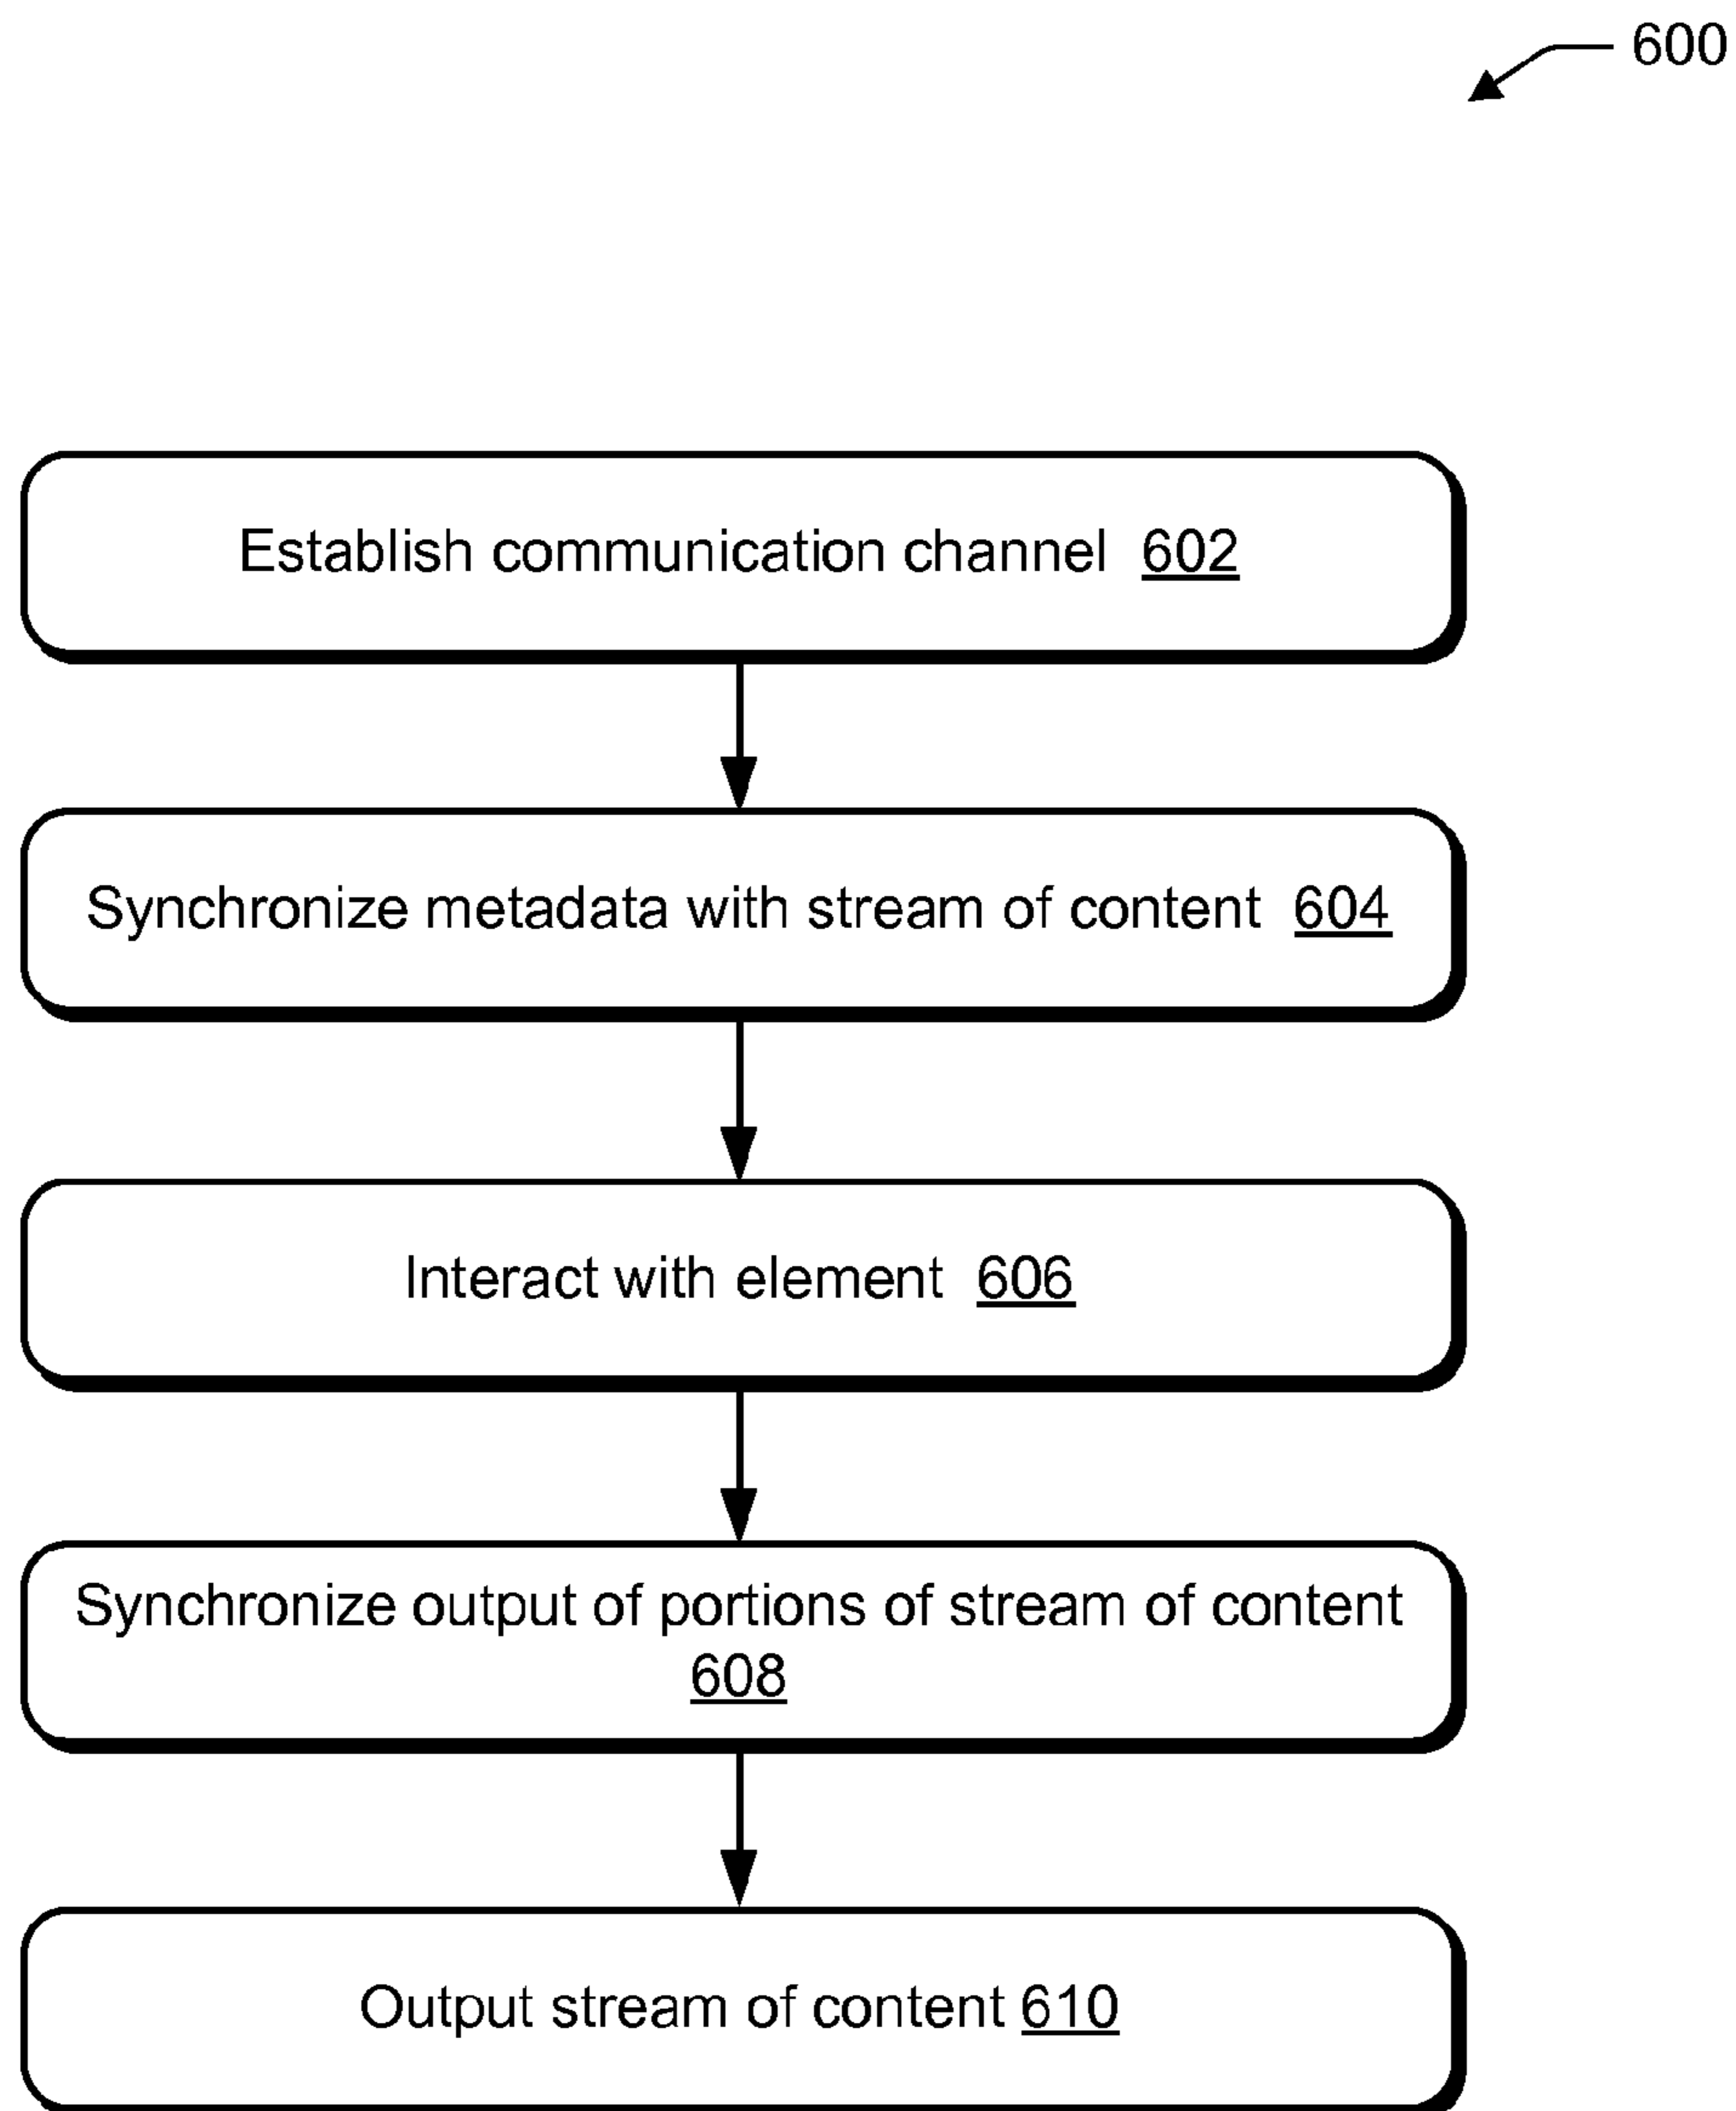 600
Establish communication channel 602
Synchronize metadata with stream of content 604
Interact with element 606
Synchronize output of portions of stream of content
608
Output stream of content 610